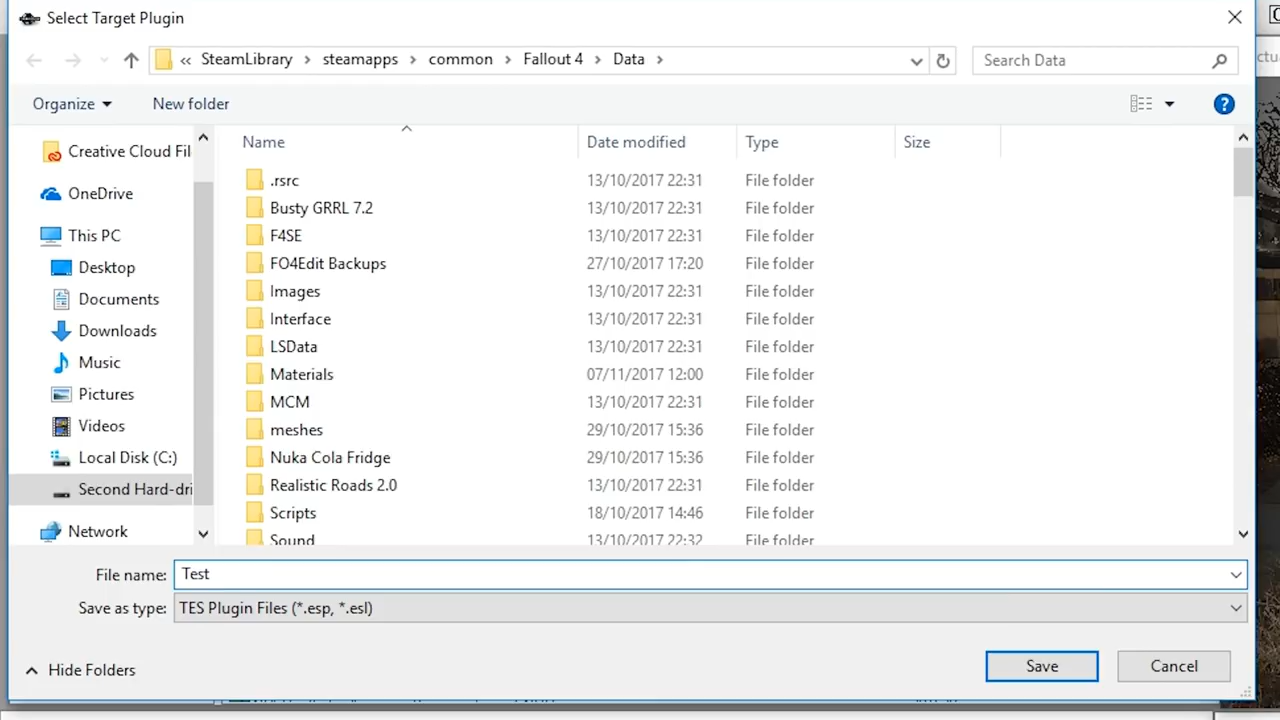 Select Target Plugin
« SteamLibrary > steamapps > common > Fallout 4 > Data >
Search Data
Organize
New folder
Name
Date modified
Type
Size
Creative Cloud Fil
OneDrive
This PC
Desktop
Documents
Downloads
Music
Pictures
Videos
Local Disk (C:)
Second Hard-dri
Network
.rsrc 13/10/2017 22:31 File folder
Busty GRRL 7.2 13/10/2017 22:31 File folder
F4SE 13/10/2017 22:31 File folder
FO4Edit Backups 27/10/2017 17:20 File folder
Images 13/10/2017 22:31 File folder
Interface 13/10/2017 22:31 File folder
LSData 13/10/2017 22:31 File folder
Materials 07/11/2017 12:00 File folder
MCM 13/10/2017 22:31 File folder
meshes 29/10/2017 15:36 File folder
Nuka Cola Fridge 29/10/2017 15:36 File folder
Realistic Roads 2.0 13/10/2017 22:31 File folder
Scripts 18/10/2017 14:46 File folder
Sound 13/10/2017 22:32 File folder
File name: Test
Save as type: TES Plugin Files (*.esp, *.esl)
Hide Folders
Save
Cancel